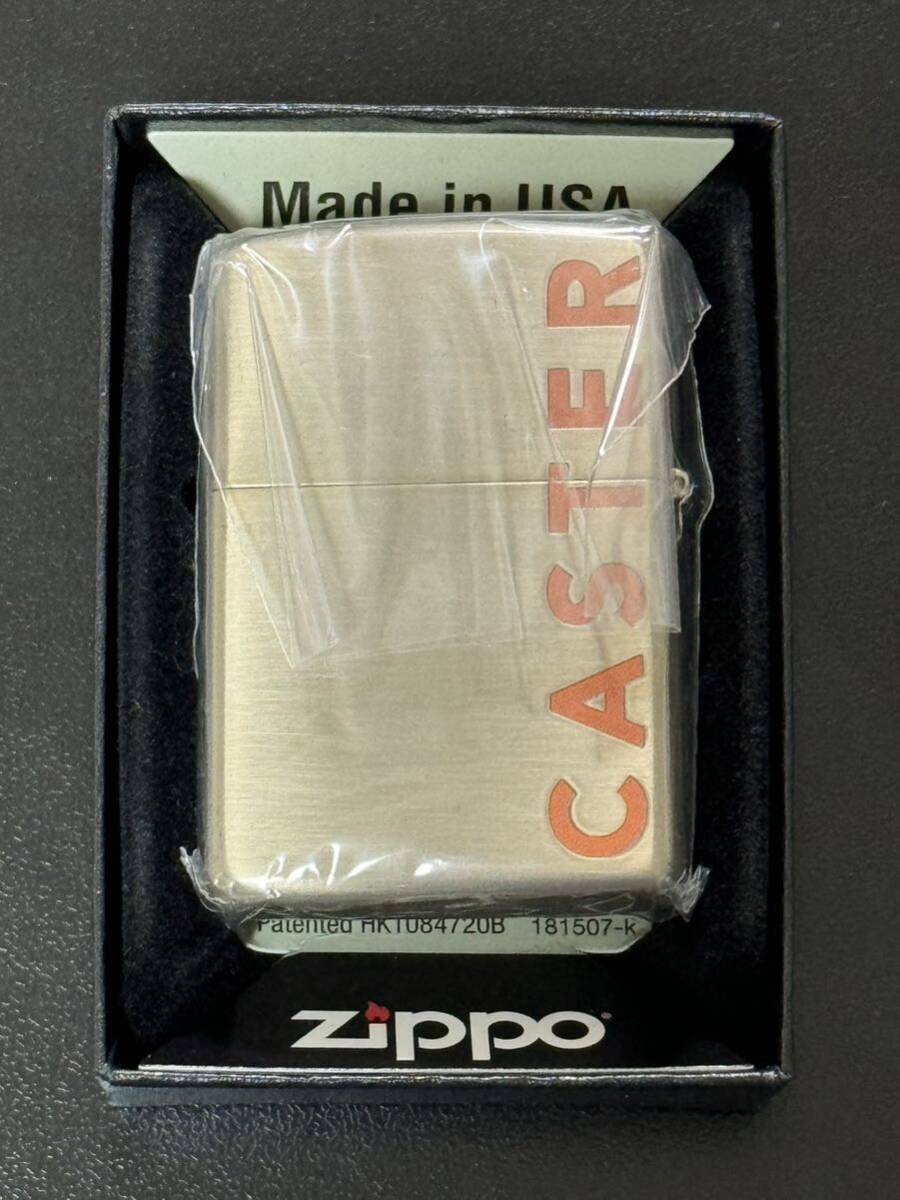 Made in USA
CASTER
Patented HK1084720B 181507-k
zippo